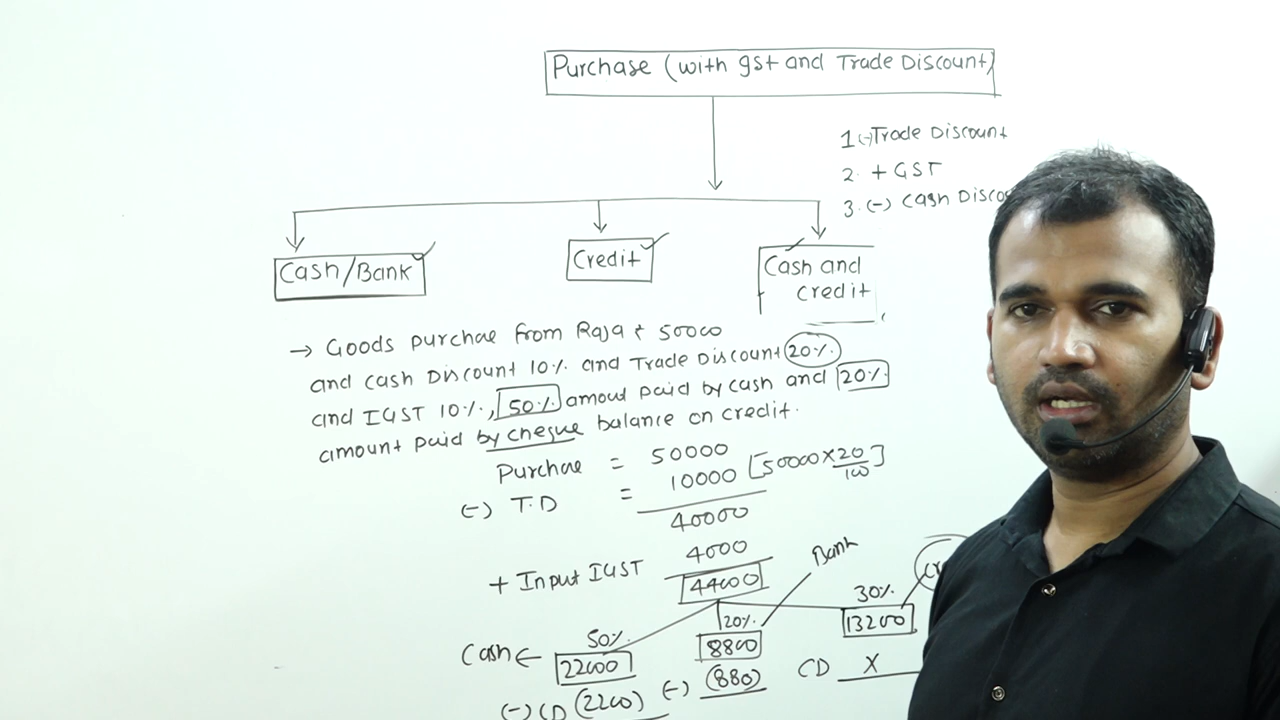 Purchase (with gst and Trade Discount)
1(-)Trade Discount
2. + GST
3.(-) Cash
Cash/Bank
Credit
Cash and
credit
→ Goods purchae from Raja ₹ 50000
and cash Discount 10% and Trade Discount 20%
and IGST 10%, 50% amout paid by cash and 20%
amount paid by cheque balance on credit.
Purchae = 50000
(-) T.D = 10000 [50000×20/100]
40000
+ Input IGST 4000
44000
Bank
50% 20% 30%
Cash ← 22000 8800 13200
(-) CD (2200) (-) (880) CD X